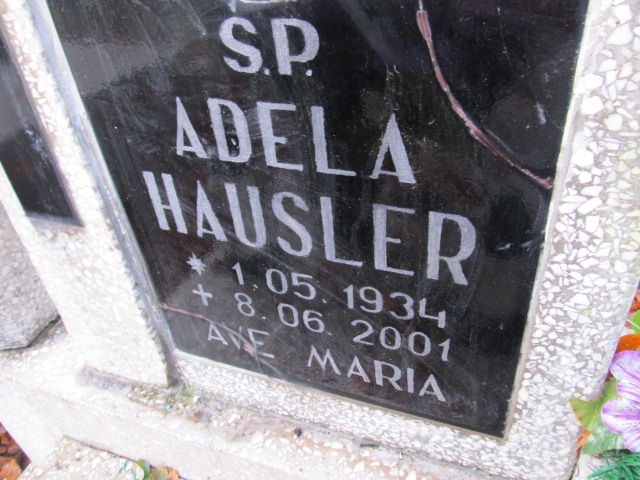 Ś.P.
ADELA
HAUSLER
* 1.05.1934
+ 8.06.2001
AVE MARIA